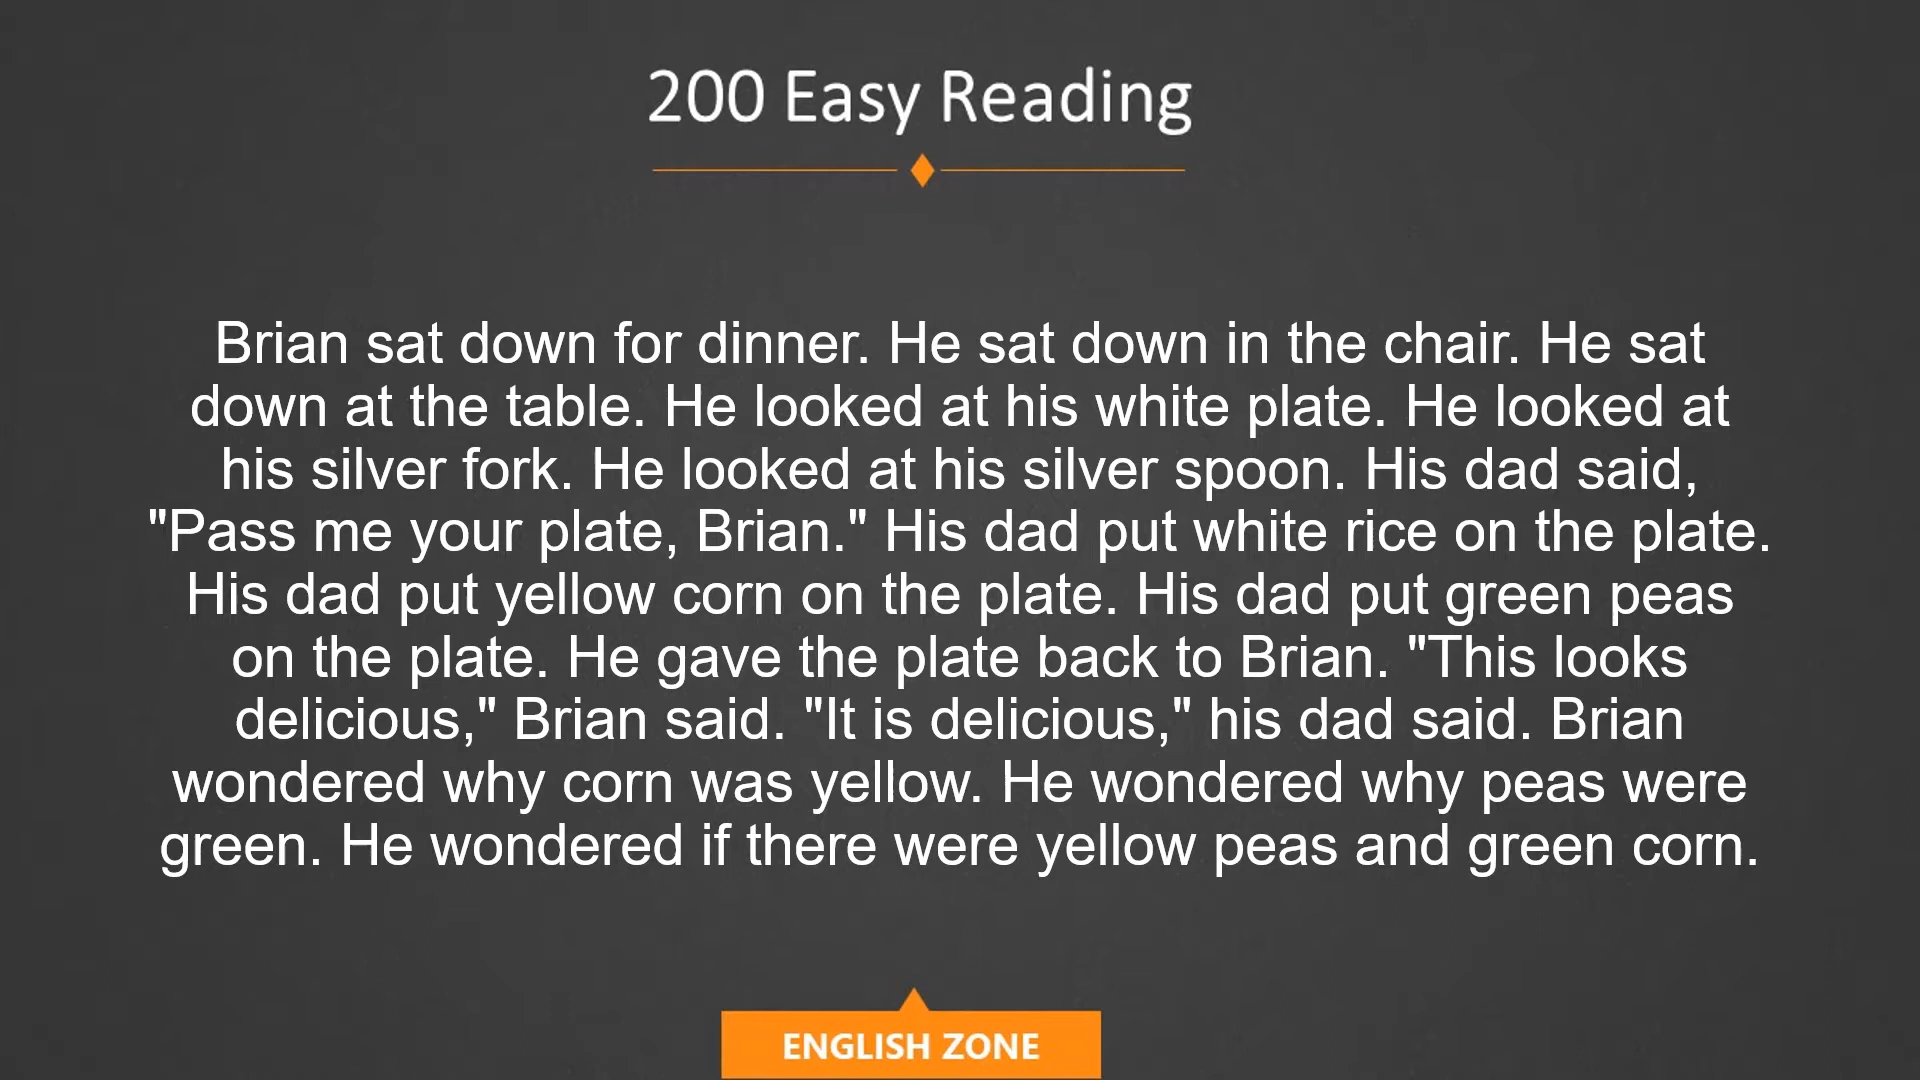 200 Easy Reading
Brian sat down for dinner. He sat down in the chair. He sat
down at the table. He looked at his white plate. He looked at
his silver fork. He looked at his silver spoon. His dad said,
"Pass me your plate, Brian." His dad put white rice on the plate.
His dad put yellow corn on the plate. His dad put green peas
on the plate. He gave the plate back to Brian. "This looks
delicious," Brian said. "It is delicious," his dad said. Brian
wondered why corn was yellow. He wondered why peas were
green. He wondered if there were yellow peas and green corn.
ENGLISH ZONE